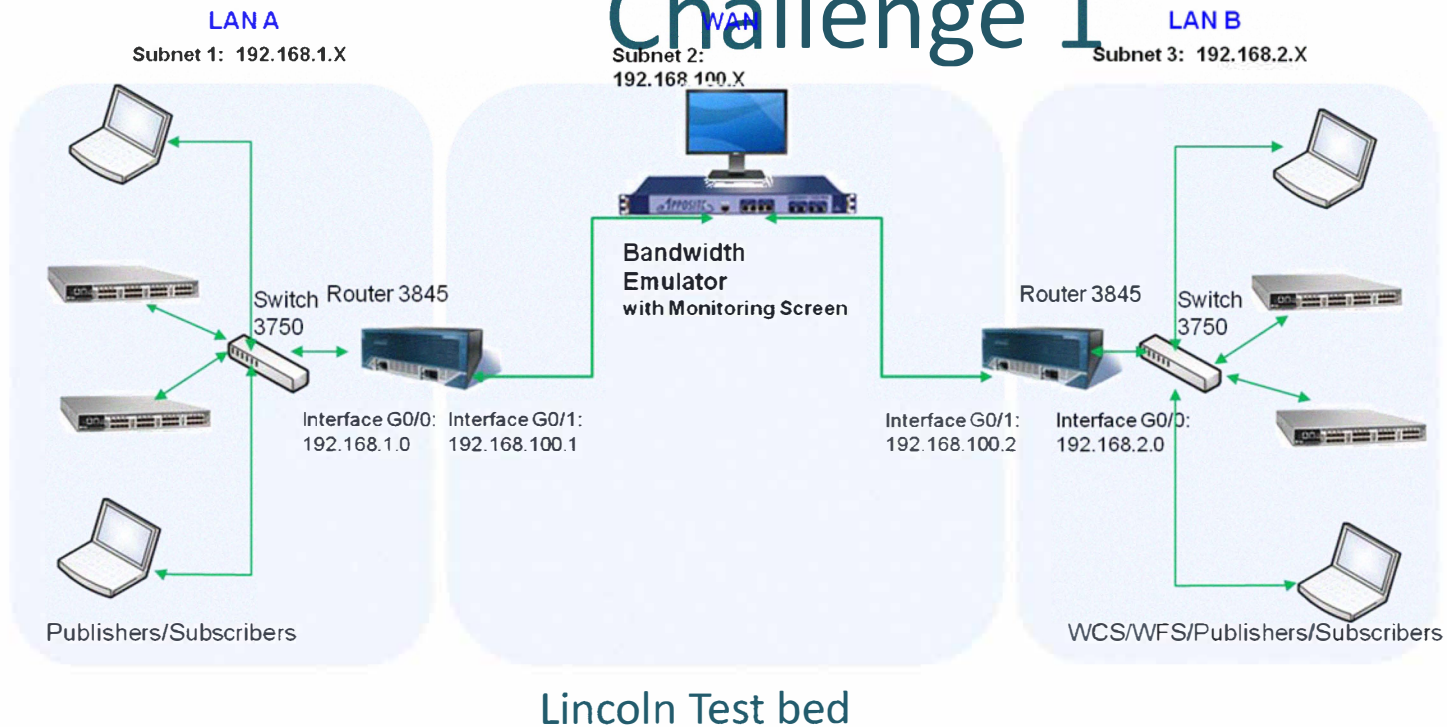 Challenge 1
LAN A
WAN
LAN B
Subnet 1: 192.168.1.X
Subnet 2:
192.168.100.X
Subnet 3: 192.168.2.X
APPOSITE
Bandwidth
Emulator
with Monitoring Screen
Switch
3750
Router 3845
Router 3845
Switch
3750
Interface G0/0:
192.168.1.0
Interface G0/1:
192.168.100.1
Interface G0/1:
192.168.100.2
Interface G0/0:
192.168.2.0
Publishers/Subscribers
WCS/WFS/Publishers/Subscribers
Lincoln Test bed